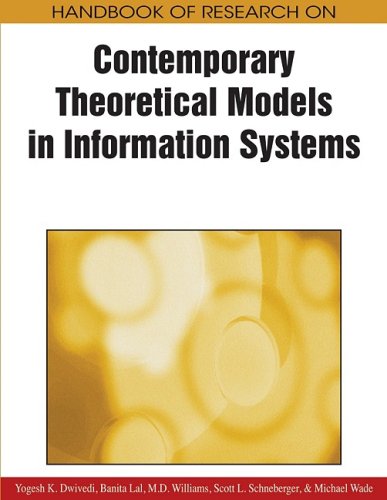 HANDBOOK OF RESEARCH ON
Contemporary
Theoretical Models
in Information Systems
Yogesh K. Dwivedi, Banita Lal, M.D. Williams, Scott L. Schneberger, & Michael Wade